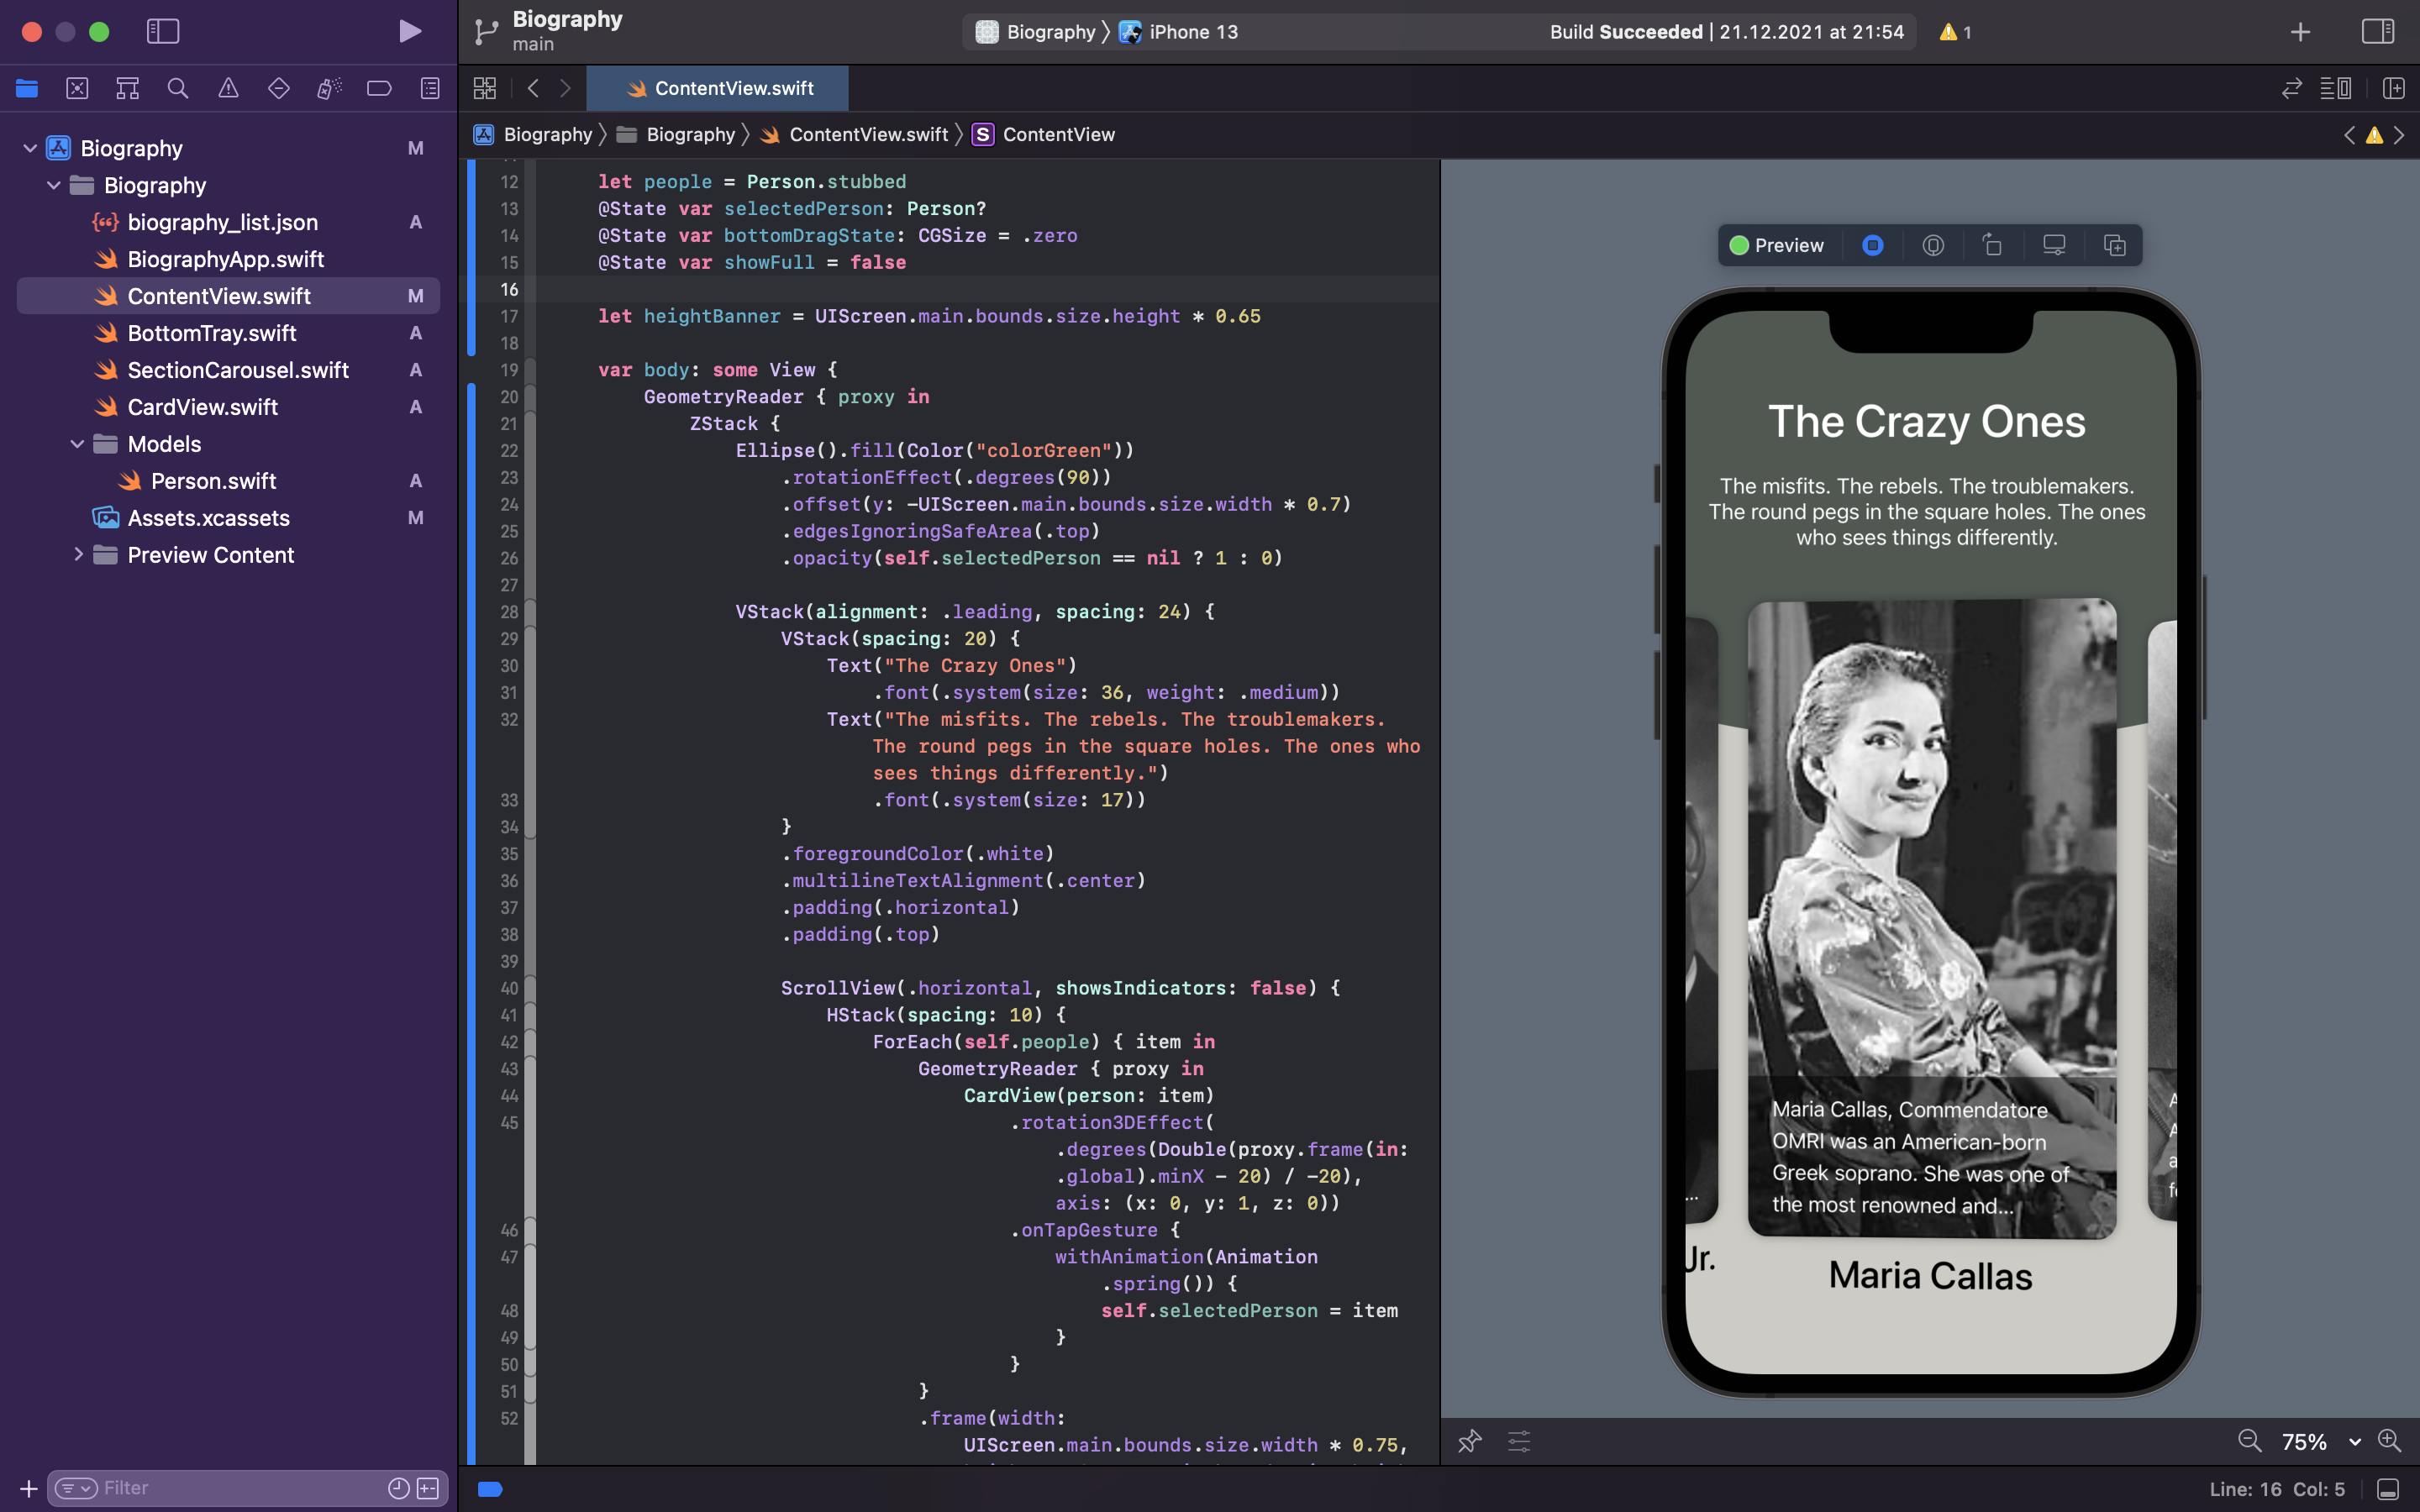 Biography
main
Biography
iPhone 13
Build Succeeded | 21.12.2021 at 21:54
1
ContentView.swift
Biography
Biography
ContentView.swift
S
ContentView
Biography M
Biography
biography_list.json A
BiographyApp.swift
ContentView.swift M
BottomTray.swift A
SectionCarousel.swift A
CardView.swift A
Models
Person.swift A
Assets.xcassets M
Preview Content
Filter
12 let people = Person.stubbed
13 @State var selectedPerson: Person?
14 @State var bottomDragState: CGSize = .zero
15 @State var showFull = false
16
17 let heightBanner = UIScreen.main.bounds.size.height * 0.65
18
19 var body: some View {
20 GeometryReader { proxy in
21 ZStack {
22 Ellipse().fill(Color("colorGreen"))
23 .rotationEffect(.degrees(90))
24 .offset(y: -UIScreen.main.bounds.size.width * 0.7)
25 .edgesIgnoringSafeArea(.top)
26 .opacity(self.selectedPerson == nil ? 1 : 0)
27
28 VStack(alignment: .leading, spacing: 24) {
29 VStack(spacing: 20) {
30 Text("The Crazy Ones")
31 .font(.system(size: 36, weight: .medium))
32 Text("The misfits. The rebels. The troublemakers.
The round pegs in the square holes. The ones who
sees things differently.")
33 .font(.system(size: 17))
34 }
35 .foregroundColor(.white)
36 .multilineTextAlignment(.center)
37 .padding(.horizontal)
38 .padding(.top)
39
40 ScrollView(.horizontal, showsIndicators: false) {
41 HStack(spacing: 10) {
42 ForEach(self.people) { item in
43 GeometryReader { proxy in
44 CardView(person: item)
45 .rotation3DEffect(
.degrees(Double(proxy.frame(in:
.global).minX - 20) / -20),
axis: (x: 0, y: 1, z: 0))
46 .onTapGesture {
47 withAnimation(Animation
.spring()) {
48 self.selectedPerson = item
49 }
50 }
51 }
52 .frame(width:
UIScreen.main.bounds.size.width * 0.75,
Preview
The Crazy Ones
The misfits. The rebels. The troublemakers.
The round pegs in the square holes. The ones
who sees things differently.
Maria Callas, Commendatore
OMRI was an American-born
Greek soprano. She was one of
the most renowned and...
...
A
A
a
f
Jr.
Maria Callas
75%
Line: 16 Col: 5